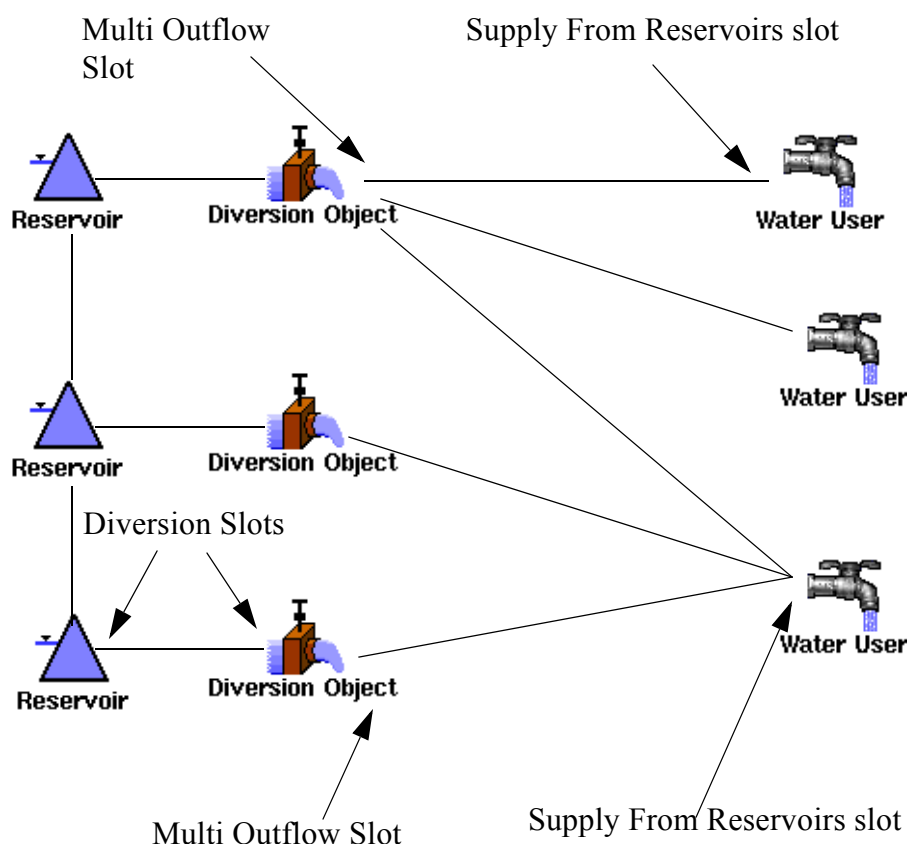 Multi Outflow
Slot
Supply From Reservoirs slot
Reservoir
Diversion Object
Water User
Water User
Reservoir
Diversion Object
Diversion Slots
Water User
Reservoir
Diversion Object
Multi Outflow Slot
Supply From Reservoirs slot